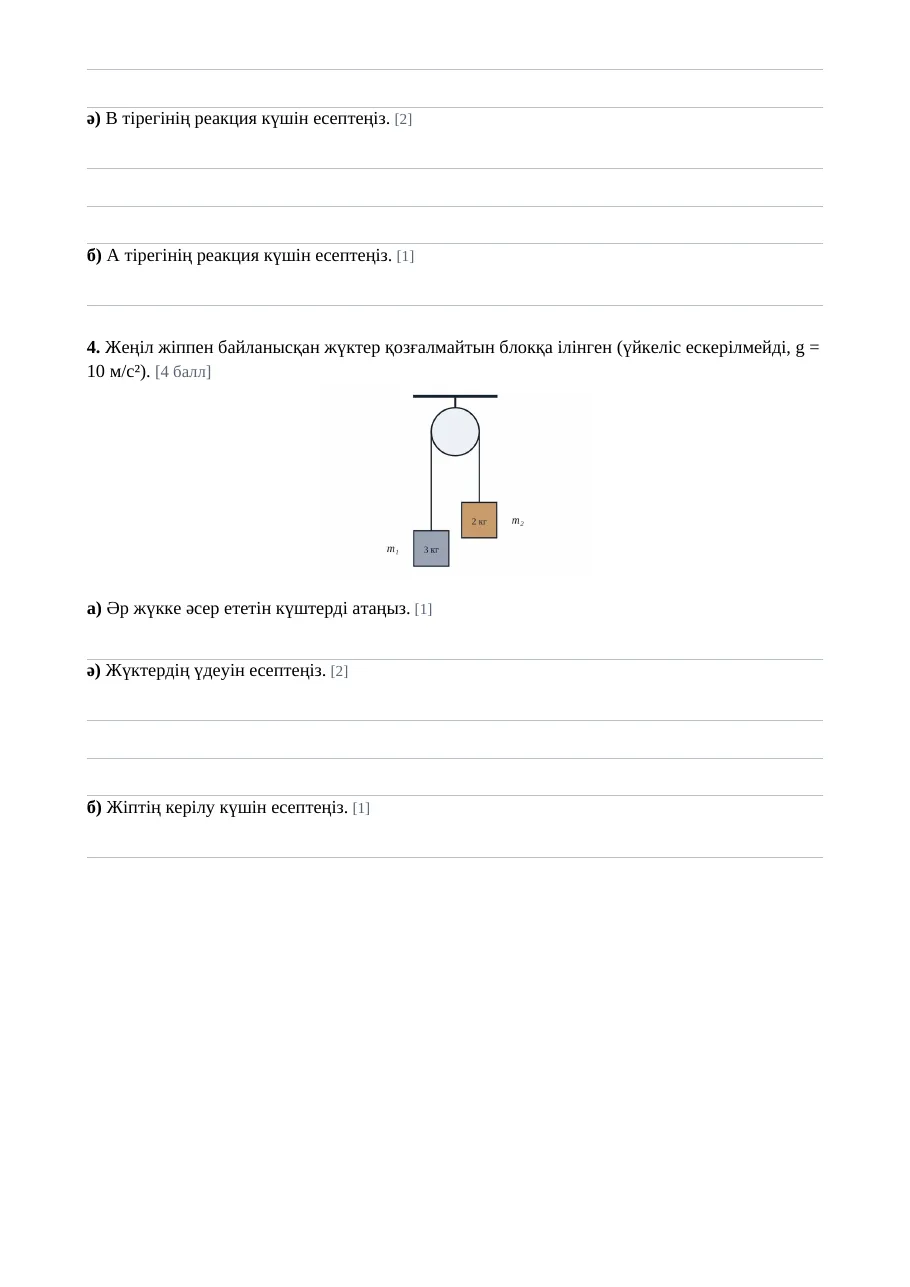 ә) В тірегінің реакция күшін есептеңіз. [2]
б) А тірегінің реакция күшін есептеңіз. [1]
4. Жеңіл жіппен байланысқан жүктер қозғалмайтын блокқа ілінген (үйкеліс ескерілмейді, g =
10 м/с²). [4 балл]
2 кг m₂
m₁ 3 кг
а) Әр жүкке әсер ететін күштерді атаңыз. [1]
ә) Жүктердің үдеуін есептеңіз. [2]
б) Жіптің керілу күшін есептеңіз. [1]